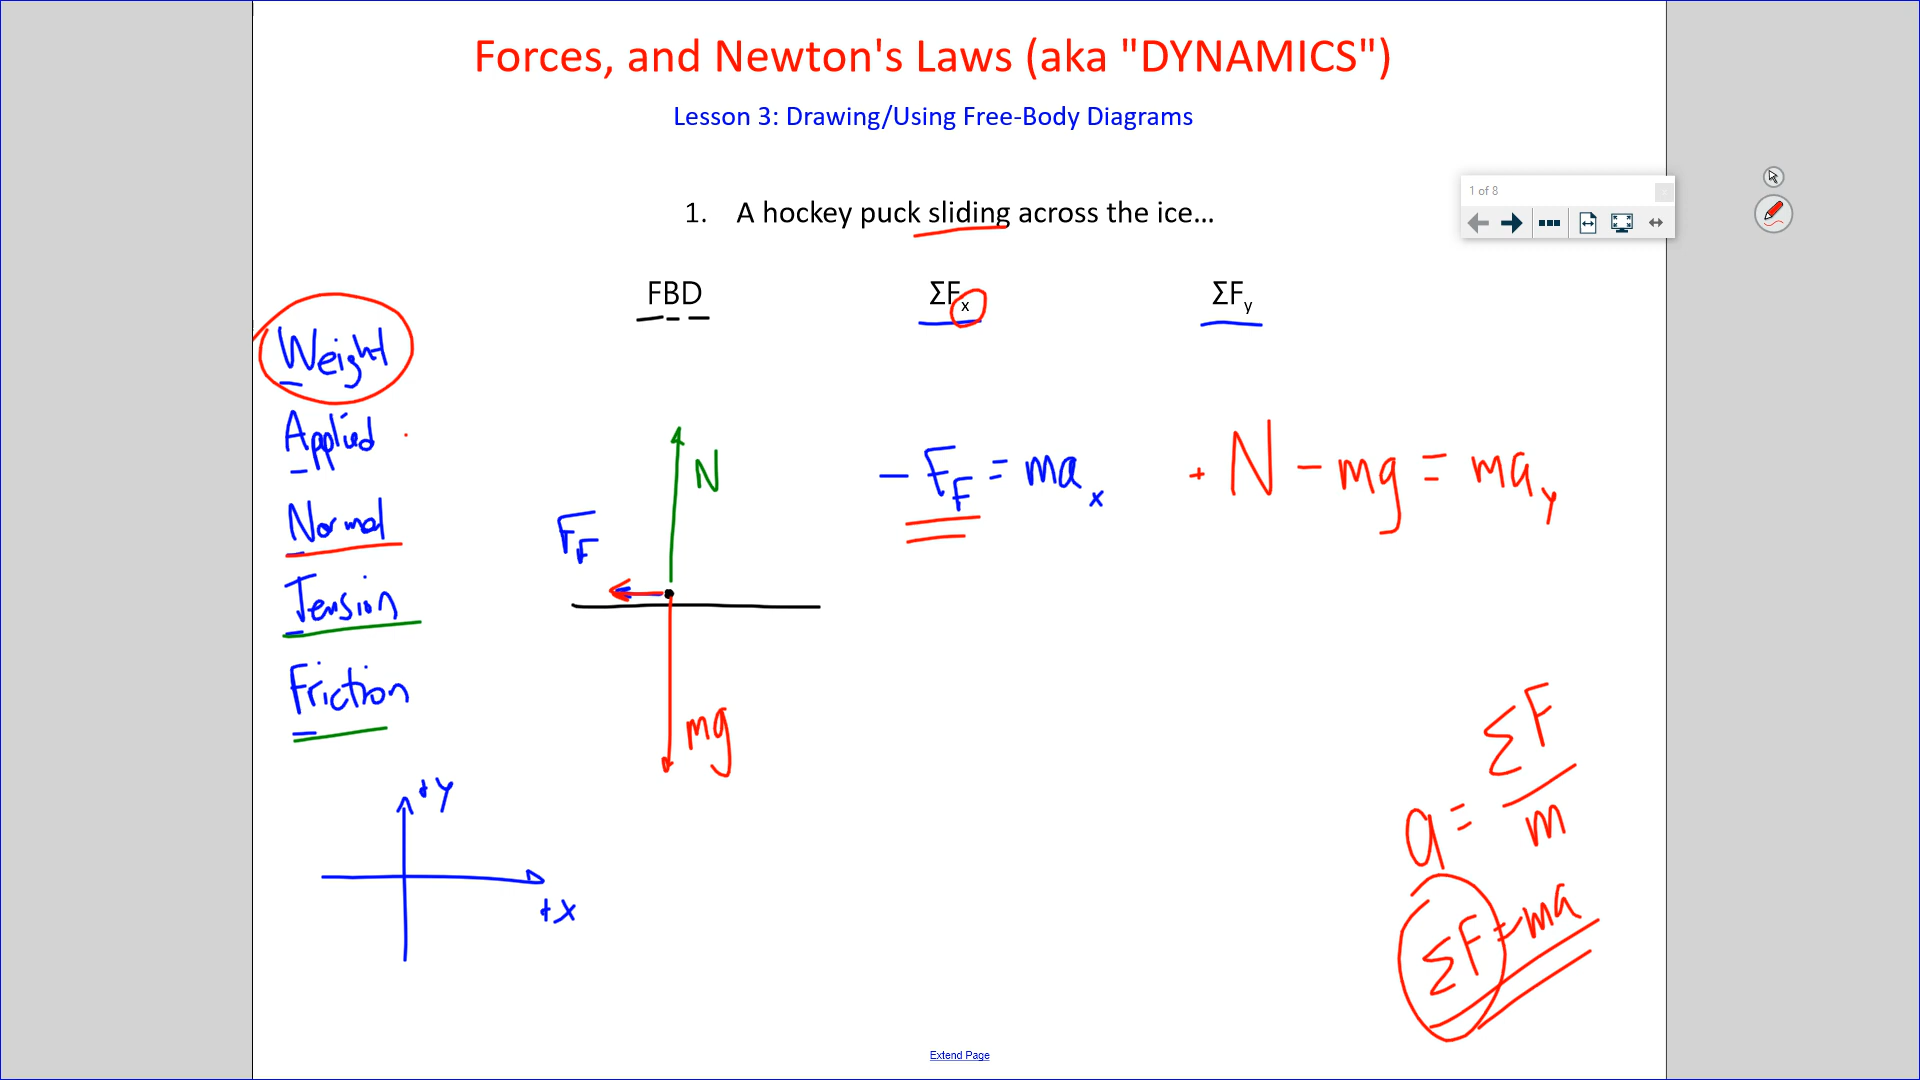 Forces, and Newton's Laws (aka "DYNAMICS")
Lesson 3: Drawing/Using Free-Body Diagrams
1 of 8
1. A hockey puck sliding across the ice...
FBD
ΣFx
ΣFy
Weight
Applied
Normal
Tension
Friction
N
FF
mg
- FF = max
+ N - mg = may
+y
+x
a = ΣF/m
ΣF = ma
Extend Page